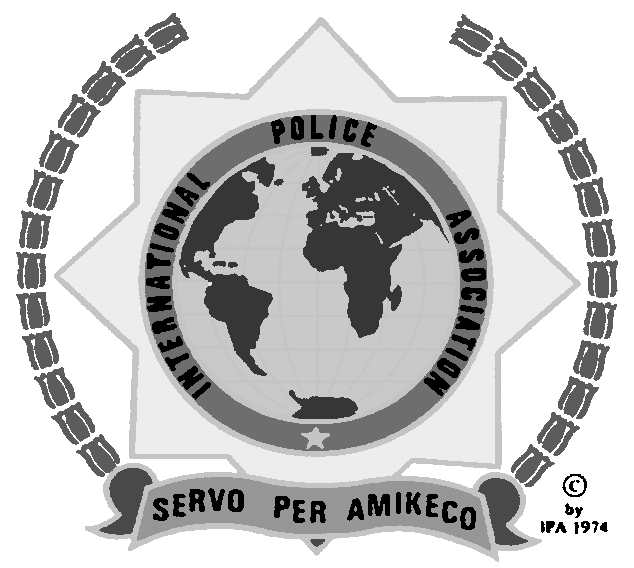 INTERNATIONAL POLICE ASSOCIATION
SERVO PER AMIKECO
©
by
IPA 1974